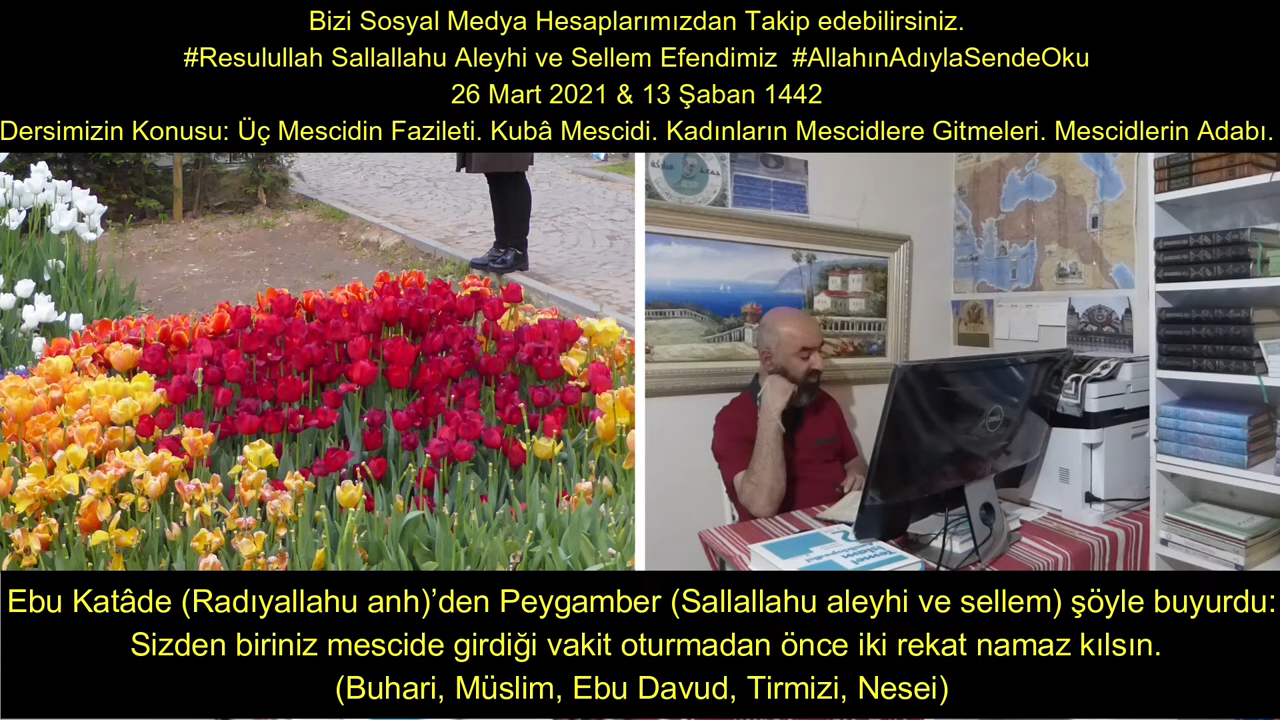 Bizi Sosyal Medya Hesaplarımızdan Takip edebilirsiniz.
#Resulullah Sallallahu Aleyhi ve Sellem Efendimiz #AllahınAdıylaSendeOku
26 Mart 2021 & 13 Şaban 1442
Dersimizin Konusu: Üç Mescidin Fazileti. Kubâ Mescidi. Kadınların Mescidlere Gitmeleri. Mescidlerin Adabı.
DELL
Temel
İslam
Ebu Katâde (Radıyallahu anh)’den Peygamber (Sallallahu aleyhi ve sellem) şöyle buyurdu:
Sizden biriniz mescide girdiği vakit oturmadan önce iki rekat namaz kılsın.
(Buhari, Müslim, Ebu Davud, Tirmizi, Nesei)